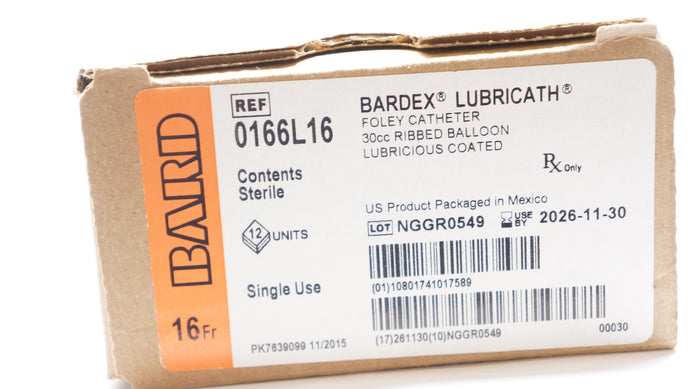 BARD
16 Fr
REF
0166L16
Contents
Sterile
12 UNITS
Single Use
PK7639099 11/2015
BARDEX® LUBRICATH®
FOLEY CATHETER
30cc RIBBED BALLOON
LUBRICIOUS COATED
Rx Only
US Product Packaged in Mexico
LOT NGGR0549 USE BY 2026-11-30
(01)10801741017589
(17)261130(10)NGGR0549
00030